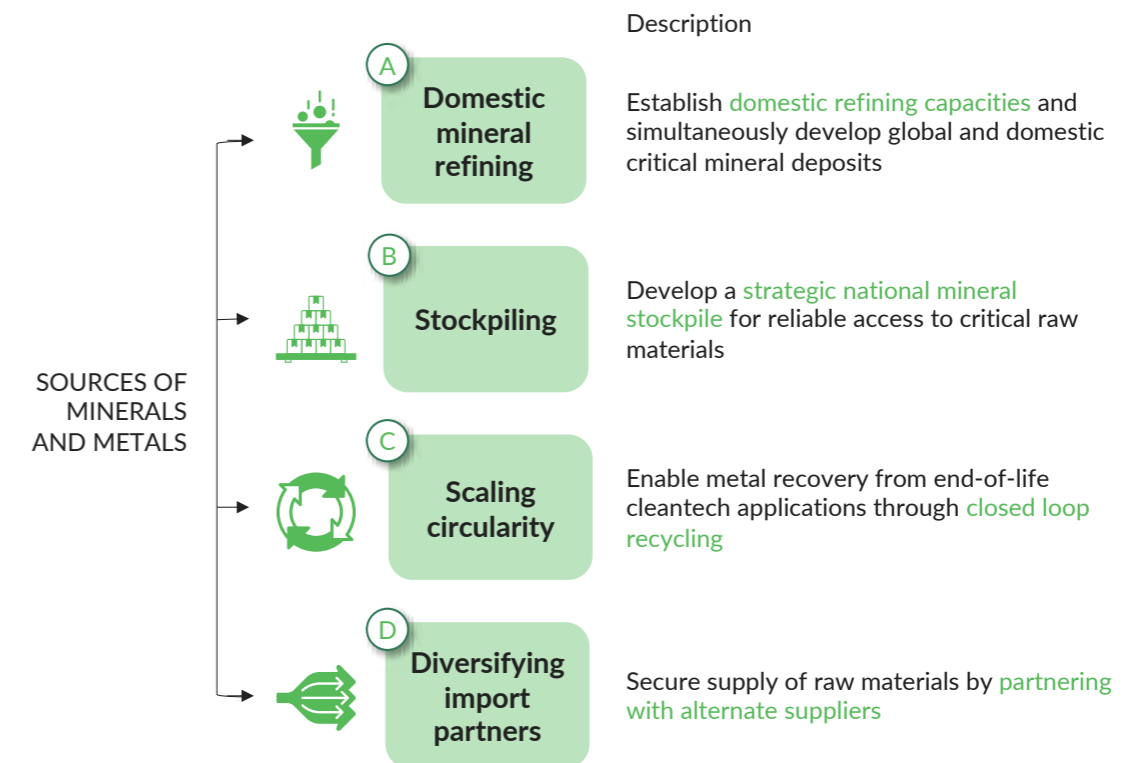 Description
A
Domestic
mineral
refining
Establish domestic refining capacities and
simultaneously develop global and domestic
critical mineral deposits
B
Stockpiling
Develop a strategic national mineral
stockpile for reliable access to critical raw
materials
SOURCES OF
MINERALS
AND METALS
C
Scaling
circularity
Enable metal recovery from end-of-life
cleantech applications through closed loop
recycling
D
Diversifying
import
partners
Secure supply of raw materials by partnering
with alternate suppliers